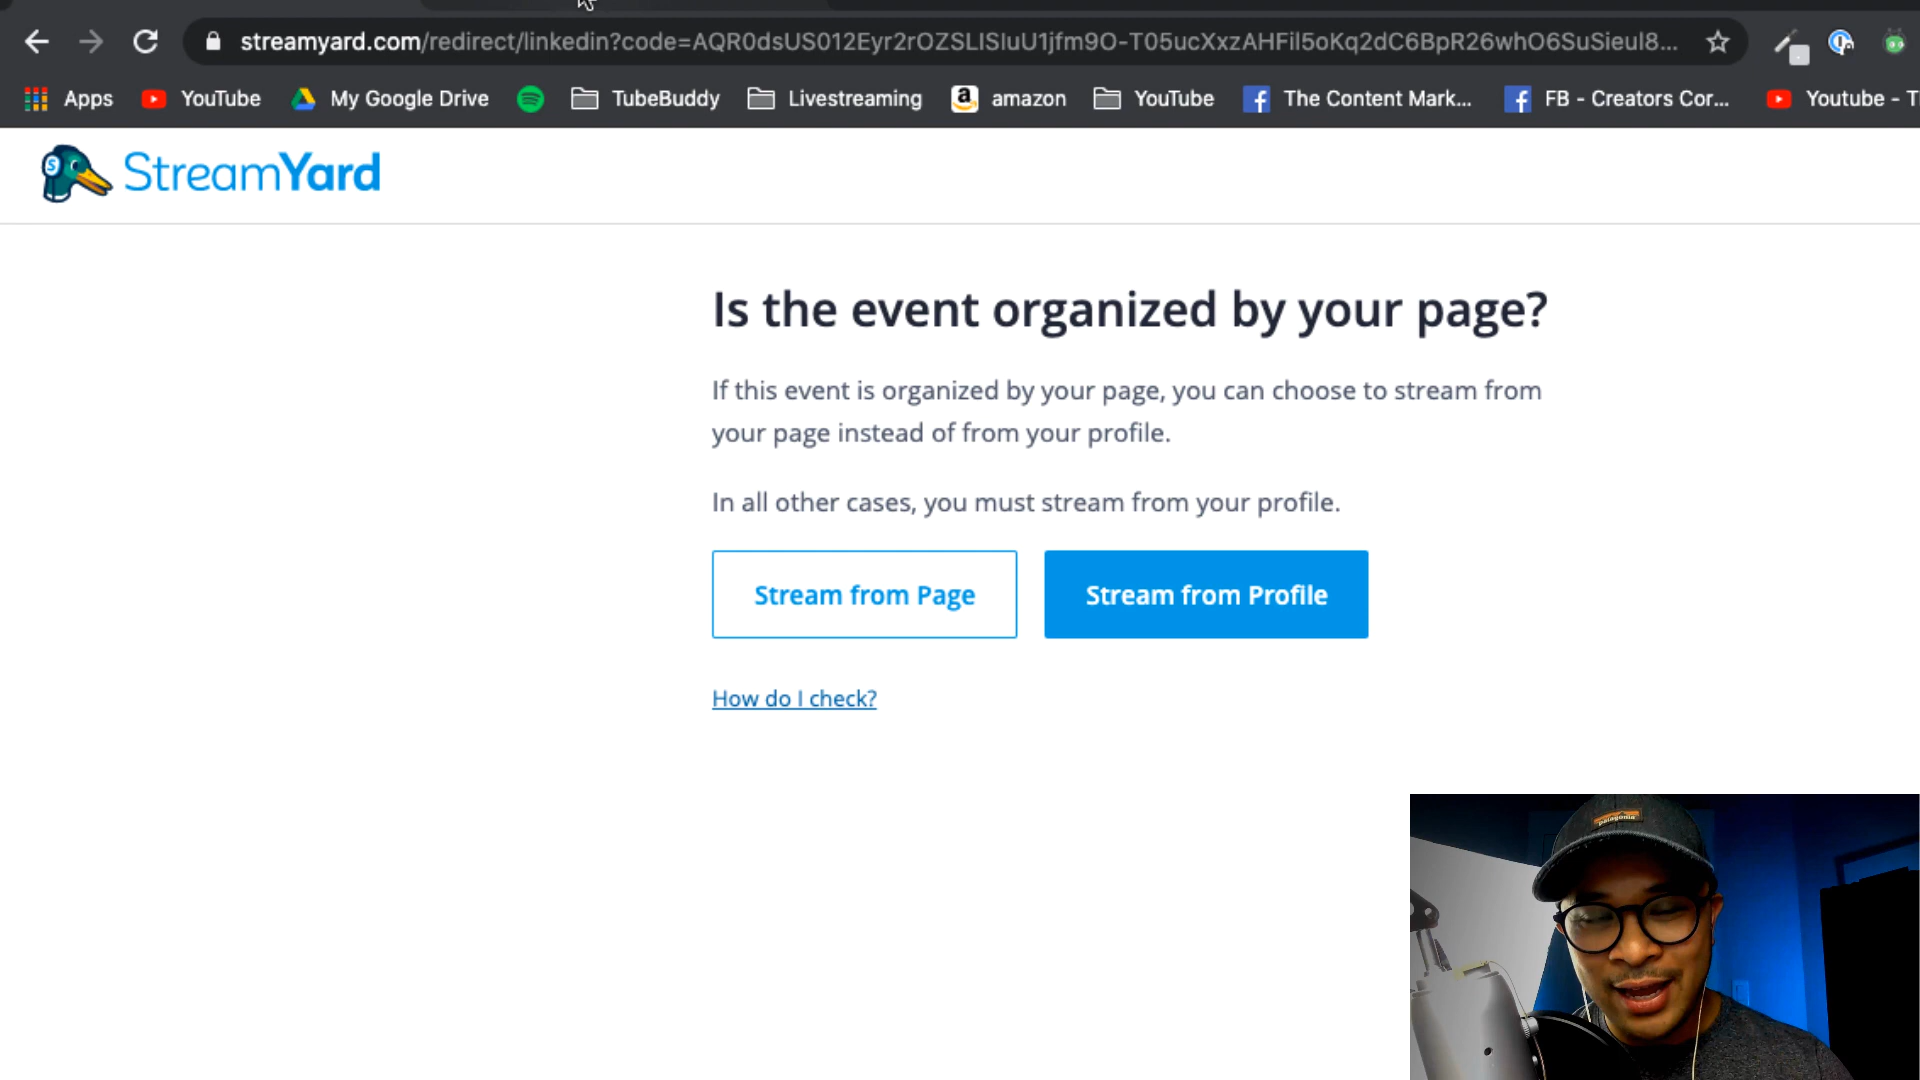 streamyard.com/redirect/linkedin?code=AQR0dsUS012Eyr2rOZSLISIuU1jfm9O-T05ucXxzAHFil5oKq2dC6BpR26whO6SuSieul8...
Apps YouTube My Google Drive TubeBuddy Livestreaming amazon YouTube The Content Mark... FB - Creators Cor... Youtube - T
S StreamYard
Is the event organized by your page?
If this event is organized by your page, you can choose to stream from
your page instead of from your profile.
In all other cases, you must stream from your profile.
Stream from Page Stream from Profile
How do I check?
patagonia